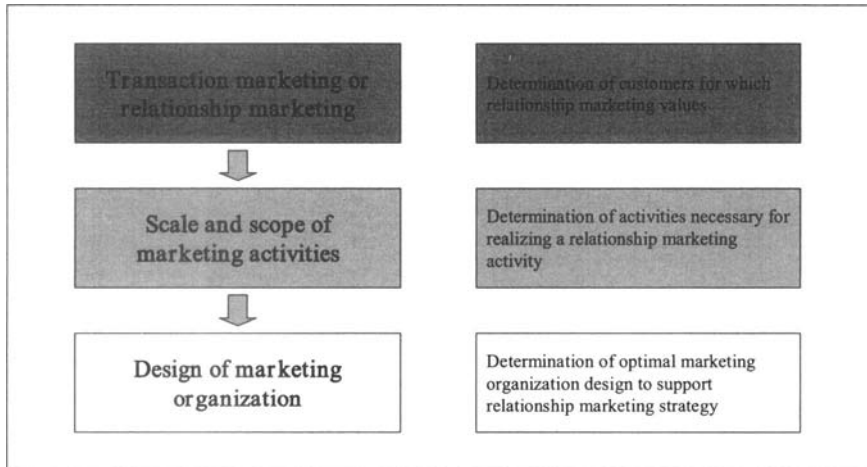 Transaction marketing or
relationship marketing
Determination of customers for which
relationship marketing values
Scale and scope of
marketing activities
Determination of activities necessary for
realizing a relationship marketing
activity
Design of marketing
organization
Determination of optimal marketing
organization design to support
relationship marketing strategy